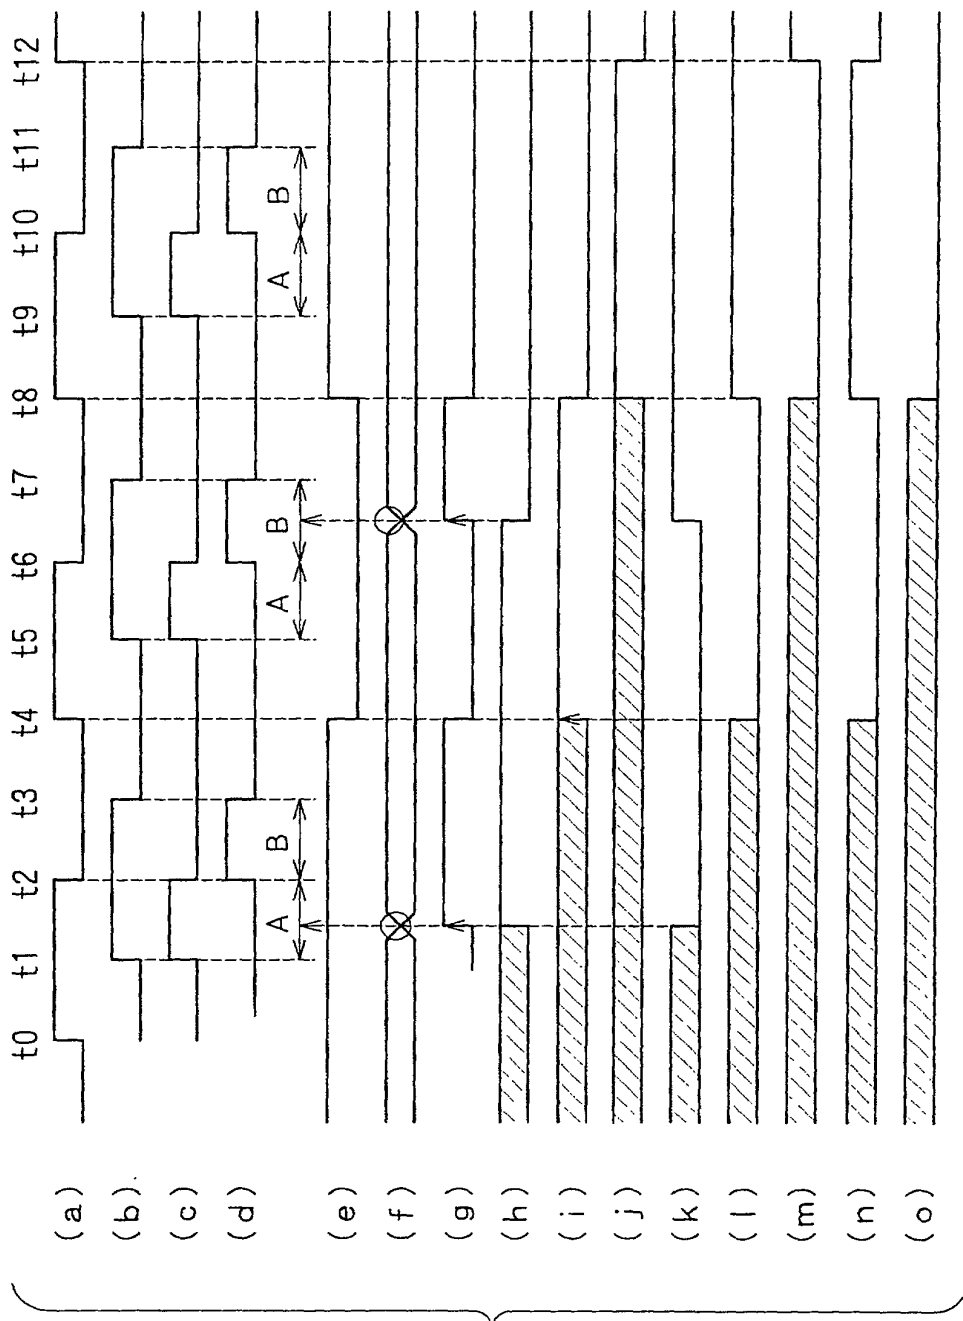 t0 t1 t2 t3 t4 t5 t6 t7 t8 t9 t10 t11 t12
(a)
(b)
(c)
(d)
A B A B A B
(e)
(f)
(g)
(h)
(i)
(j)
(k)
(l)
(m)
(n)
(o)